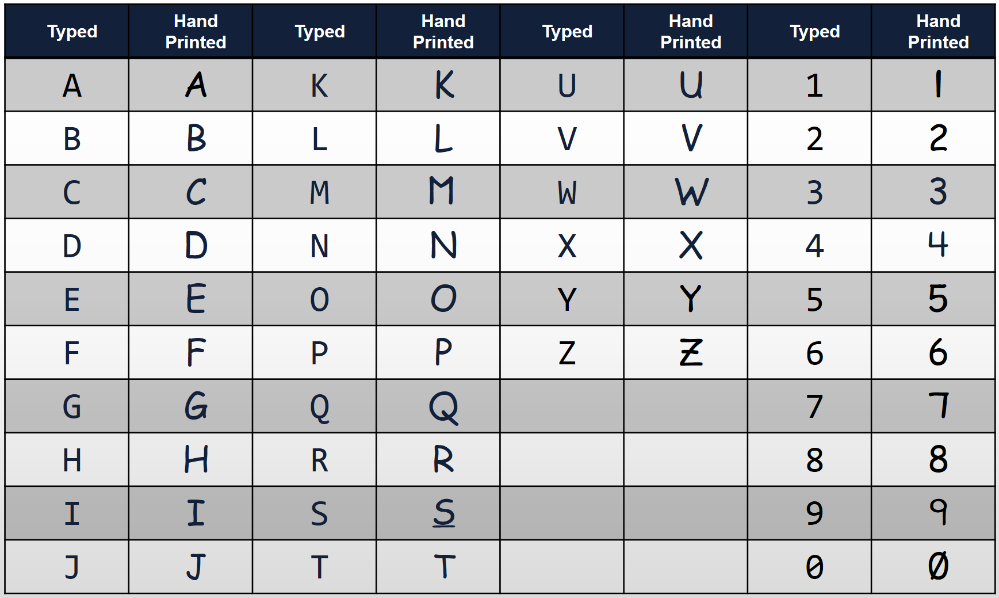 Typed Hand Printed Typed Hand Printed Typed Hand Printed Typed Hand Printed
A A K K U U 1 1
B B L L V V 2 2
C C M M W W 3 3
D D N N X X 4 4
E E O O Y Y 5 5
F F P P Z Ƶ 6 6
G G Q Q 7 7
H H R R 8 8
I I S S 9 9
J J T T 0 Ø